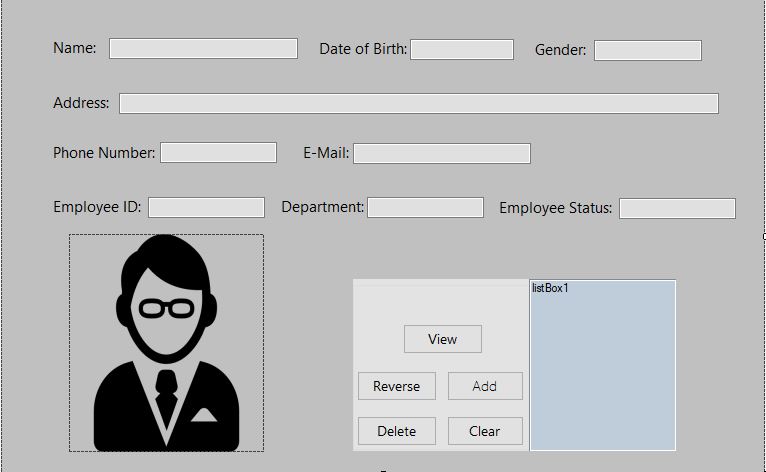 Name: Date of Birth: Gender:
Address:
Phone Number: E-Mail:
Employee ID: Department: Employee Status:
listBox1
View
Reverse Add
Delete Clear